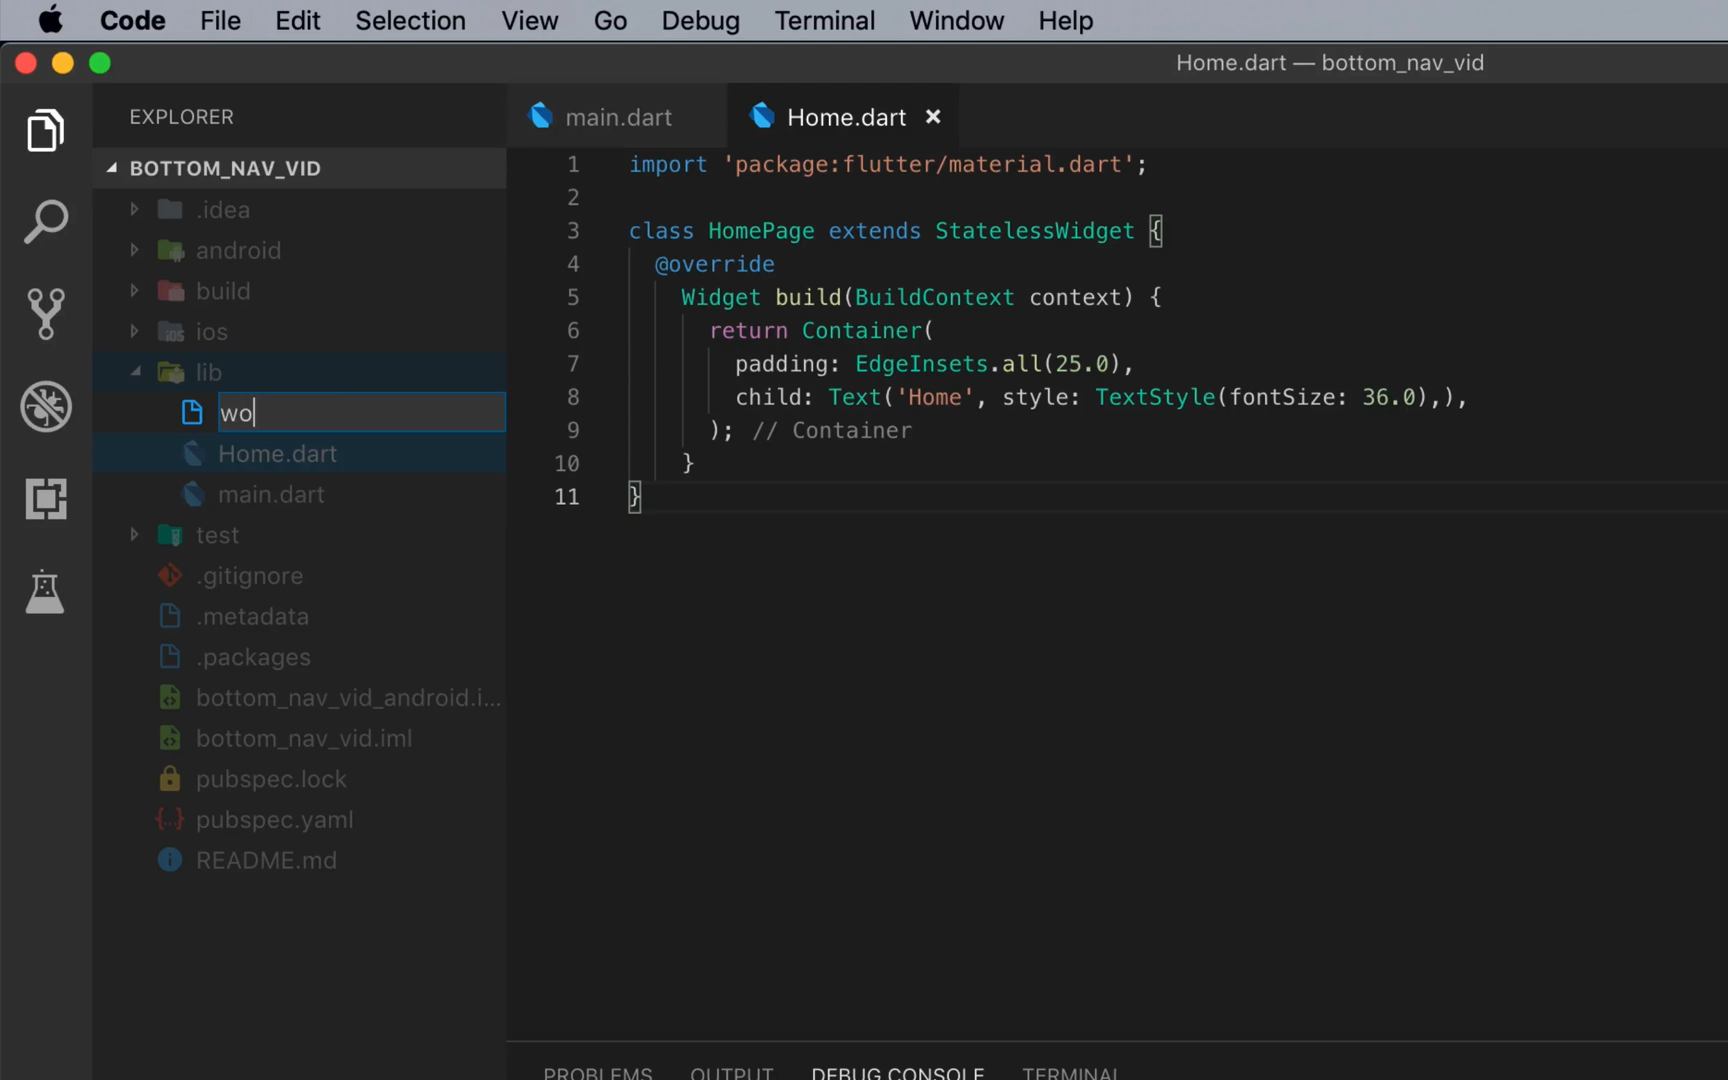 Code File Edit Selection View Go Debug Terminal Window Help
Home.dart — bottom_nav_vid
EXPLORER
main.dart
Home.dart
BOTTOM_NAV_VID
.idea
android
build
ios
lib
wo
Home.dart
main.dart
test
.gitignore
.metadata
.packages
bottom_nav_vid_android.i...
bottom_nav_vid.iml
pubspec.lock
pubspec.yaml
README.md
1 import 'package:flutter/material.dart';
2
3 class HomePage extends StatelessWidget {
4 @override
5 Widget build(BuildContext context) {
6 return Container(
7 padding: EdgeInsets.all(25.0),
8 child: Text('Home', style: TextStyle(fontSize: 36.0),),
9 ); // Container
10 }
11 }
PROBLEMS OUTPUT DEBUG CONSOLE TERMINAL